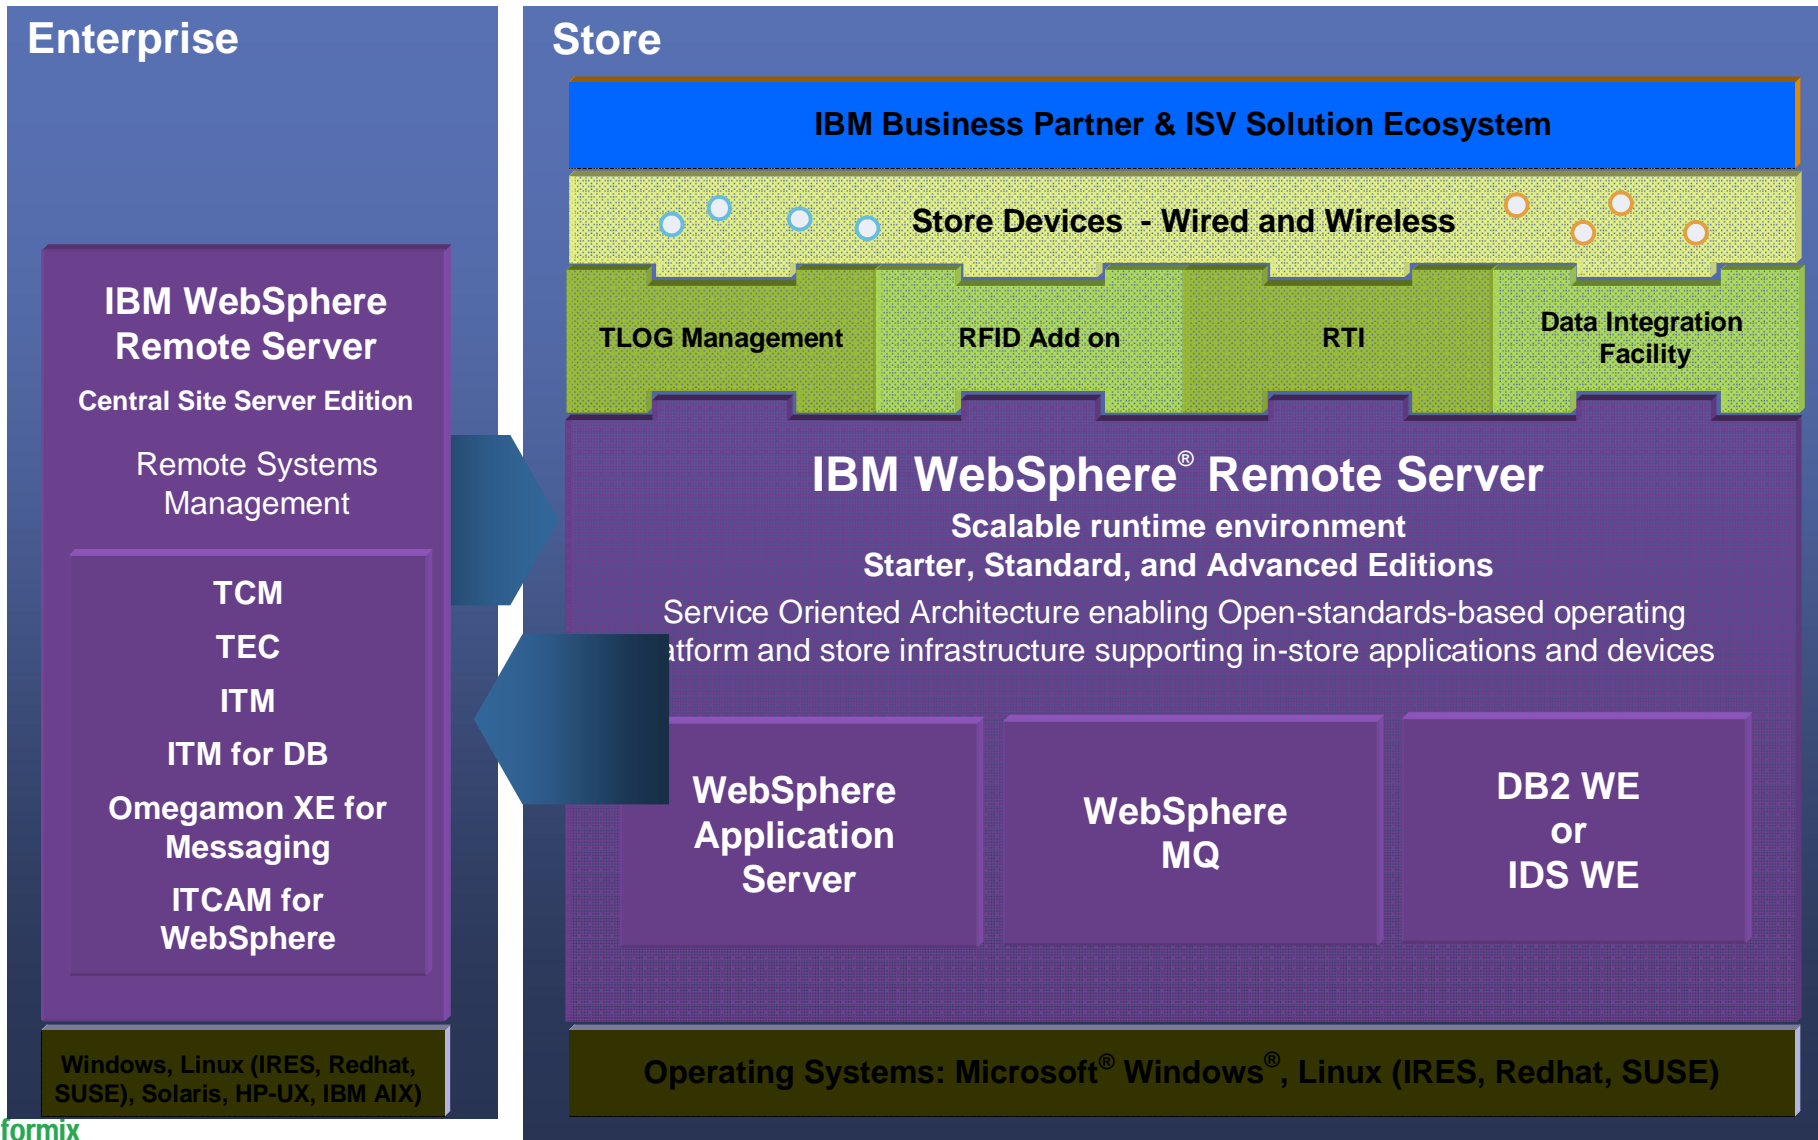 Enterprise
IBM WebSphere
Remote Server
Central Site Server Edition
Remote Systems
Management
TCM
TEC
ITM
ITM for DB
Omegamon XE for
Messaging
ITCAM for
WebSphere
Windows, Linux (IRES, Redhat,
SUSE), Solaris, HP-UX, IBM AIX)
formix
Store
IBM Business Partner & ISV Solution Ecosystem
Store Devices - Wired and Wireless
TLOG Management
RFID Add on
RTI
Data Integration
Facility
IBM WebSphere® Remote Server
Scalable runtime environment
Starter, Standard, and Advanced Editions
Service Oriented Architecture enabling Open-standards-based operating
atform and store infrastructure supporting in-store applications and devices
WebSphere
Application
Server
WebSphere
MQ
DB2 WE
or
IDS WE
Operating Systems: Microsoft® Windows®, Linux (IRES, Redhat, SUSE)